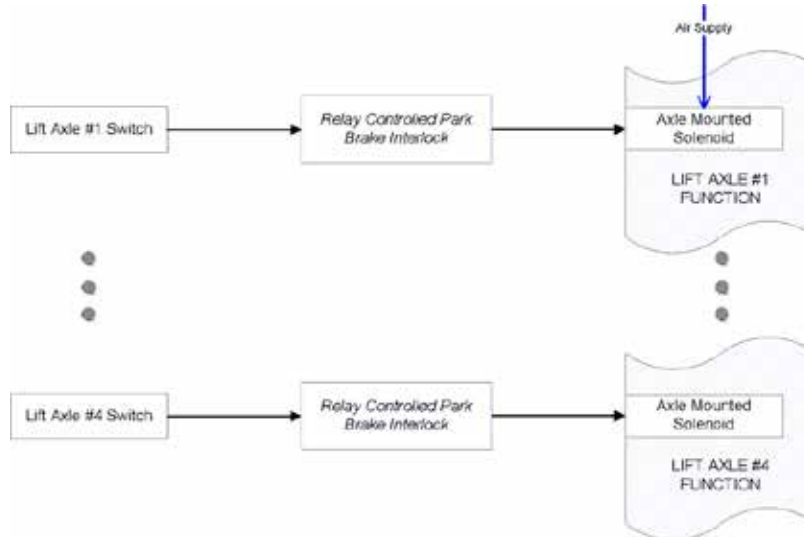 Air Supply
Lift Axle #1 Switch
Relay Controlled Park
Brake Interlock
Axle Mounted
Solenoid
LIFT AXLE #1
FUNCTION
Lift Axle #4 Switch
Relay Controlled Park
Brake Interlock
Axle Mounted
Solenoid
LIFT AXLE #4
FUNCTION